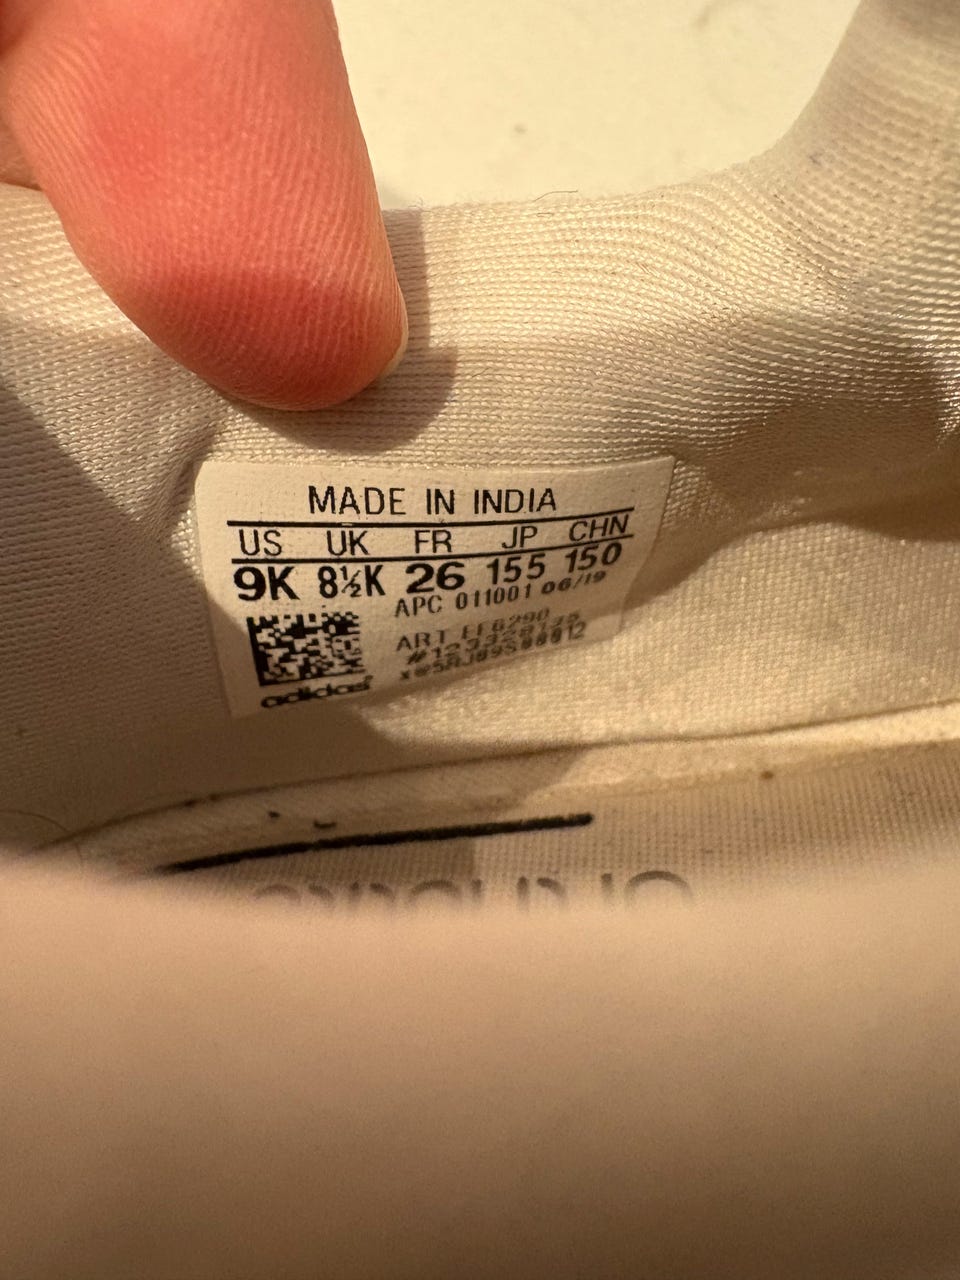 MADE IN INDIA
US UK FR JP CHN
9K 8½K 26 155 150
APC 011001 06/19
ART EF6290
adidas